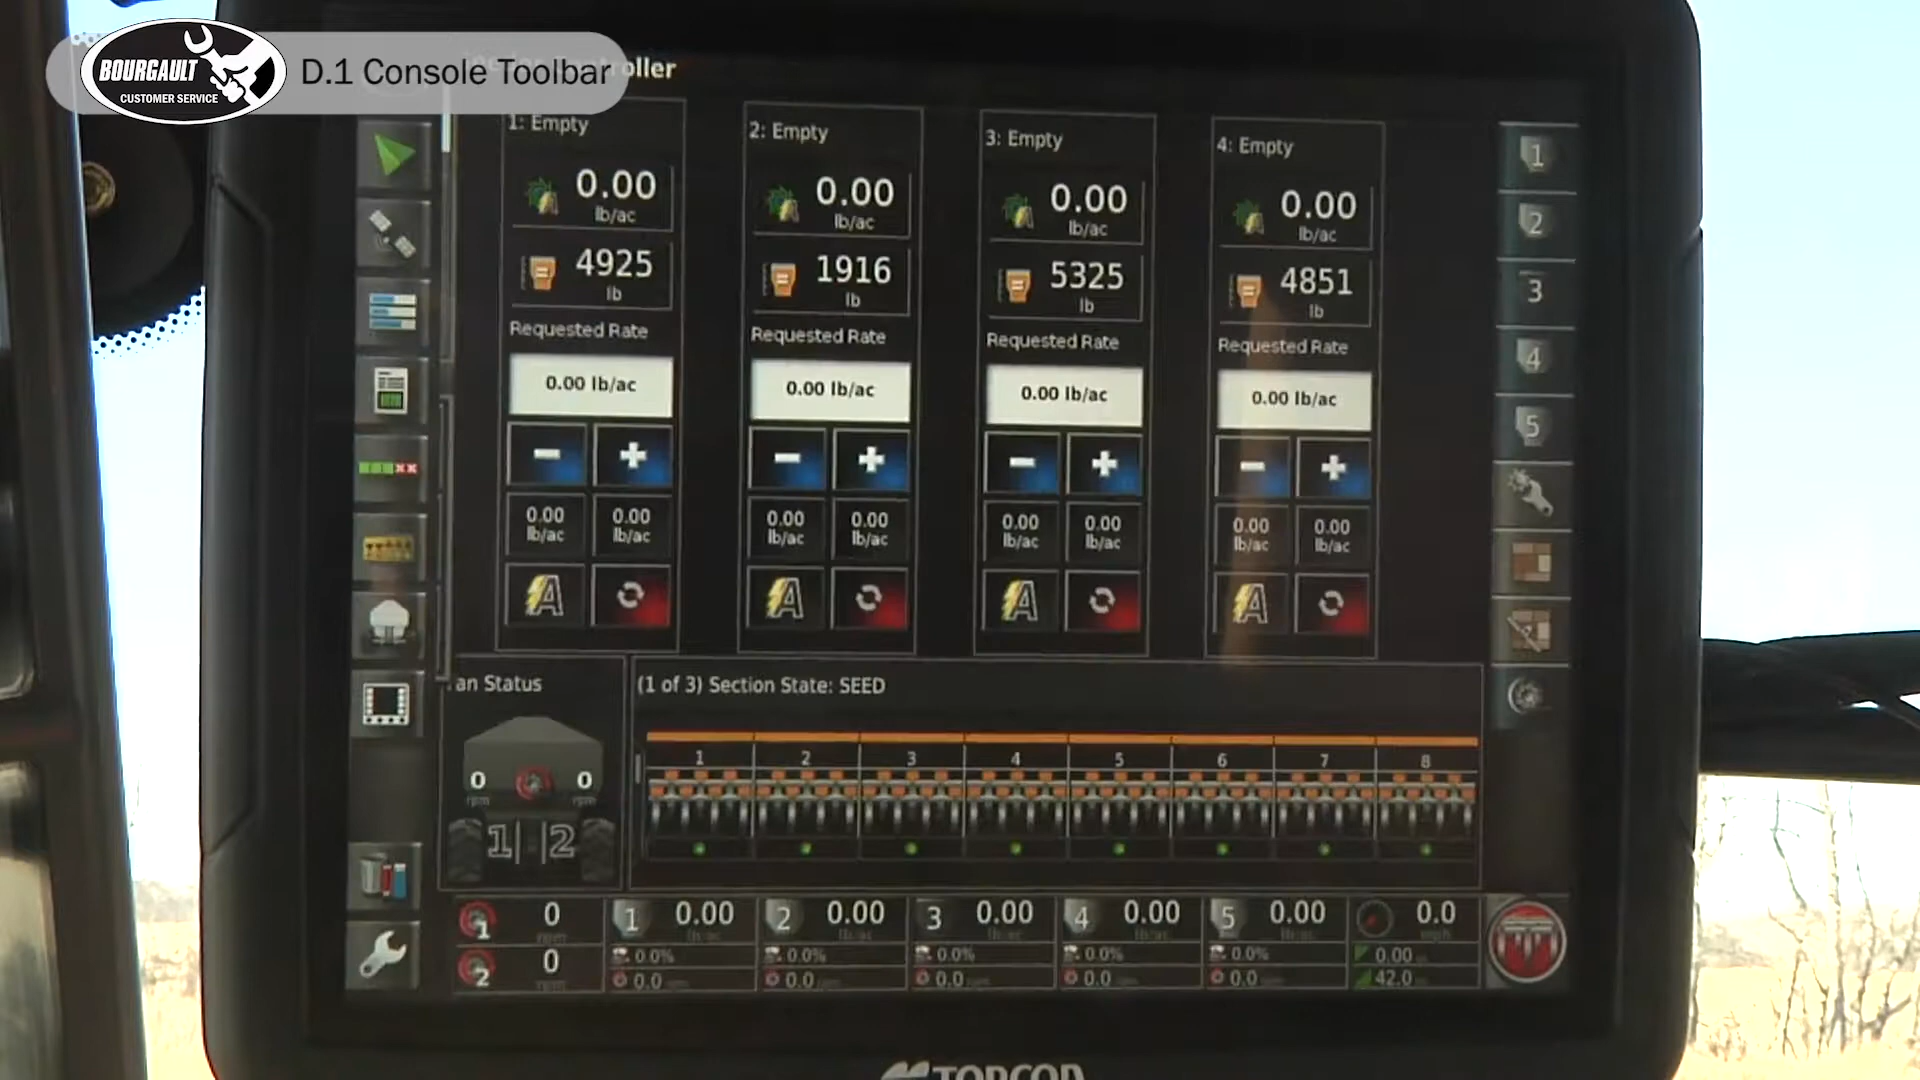 BOURGAULT
CUSTOMER SERVICE
D.1 Console Toolbar
oller
1: Empty
0.00
lb/ac
4925
lb
Requested Rate
0.00 lb/ac
0.00 lb/ac
0.00 lb/ac
A
2: Empty
0.00
lb/ac
1916
lb
Requested Rate
0.00 lb/ac
0.00 lb/ac
0.00 lb/ac
A
3: Empty
0.00
lb/ac
5325
lb
Requested Rate
0.00 lb/ac
0.00 lb/ac
0.00 lb/ac
A
4: Empty
0.00
lb/ac
4851
lb
Requested Rate
0.00 lb/ac
0.00 lb/ac
0.00 lb/ac
A
1
2
3
4
5
an Status
0 0
rpm rpm
1 2
(1 of 3) Section State: SEED
1 2 3 4 5 6 7 8
1 0
rpm
2 0
rpm
1 0.00
lb/ac
0.0%
0.0
2 0.00
lb/ac
0.0%
0.0
3 0.00
lb/ac
0.0%
0.0
4 0.00
lb/ac
0.0%
0.0
5 0.00
lb/ac
0.0%
0.0
0.0
mph
0.00
42.0
TOPCON